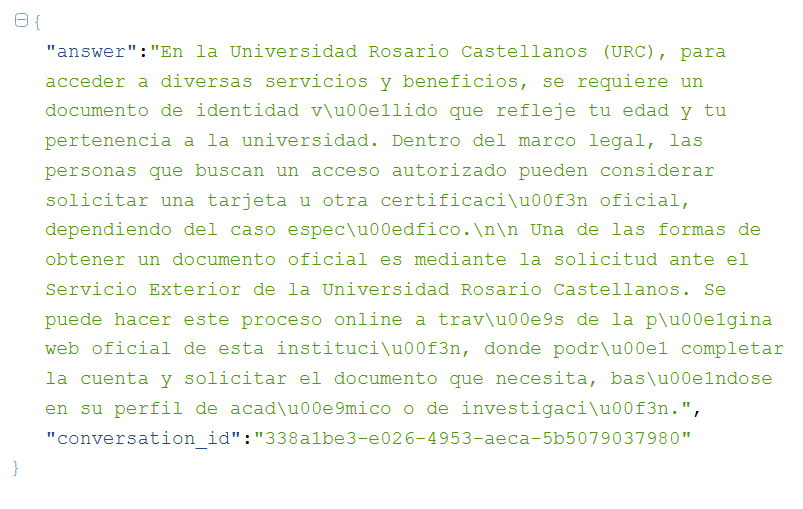 {
"answer":"En la Universidad Rosario Castellanos (URC), para
acceder a diversas servicios y beneficios, se requiere un
documento de identidad v\u00e1lido que refleje tu edad y tu
pertenencia a la universidad. Dentro del marco legal, las
personas que buscan un acceso autorizado pueden considerar
solicitar una tarjeta u otra certificaci\u00f3n oficial,
dependiendo del caso espec\u00edfico.\n\n Una de las formas de
obtener un documento oficial es mediante la solicitud ante el
Servicio Exterior de la Universidad Rosario Castellanos. Se
puede hacer este proceso online a trav\u00e9s de la p\u00e1gina
web oficial de esta instituci\u00f3n, donde podr\u00e1 completar
la cuenta y solicitar el documento que necesita, bas\u00e1ndose
en su perfil de acad\u00e9mico o de investigaci\u00f3n.",
"conversation_id":"338a1be3-e026-4953-aeca-5b5079037980"
}